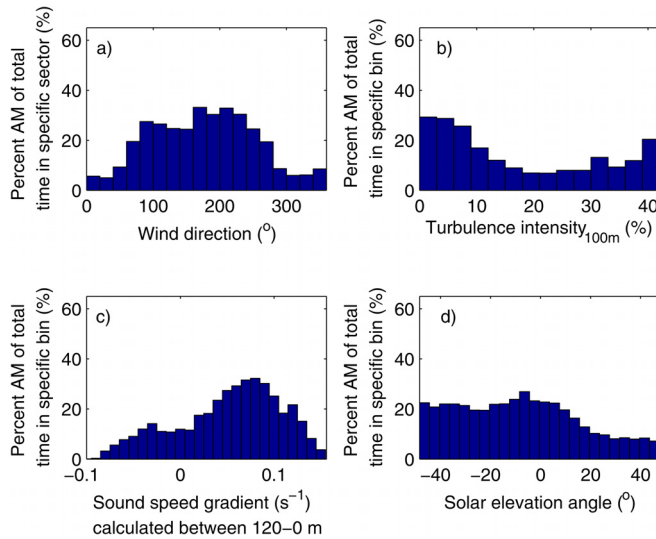 Percent AM of total
time in specific sector (%)
60
40
20
0
a)
0 100 200 300
Wind direction (º)
Percent AM of total
time in specific bin (%)
60
40
20
0
b)
0 10 20 30 40
Turbulence intensity100m (%)
Percent AM of total
time in specific bin (%)
60
40
20
0
c)
−0.1 0 0.1
Sound speed gradient (s−1)
calculated between 120−0 m
Percent AM of total
time in specific bin (%)
60
40
20
0
d)
−40 −20 0 20 40
Solar elevation angle (º)